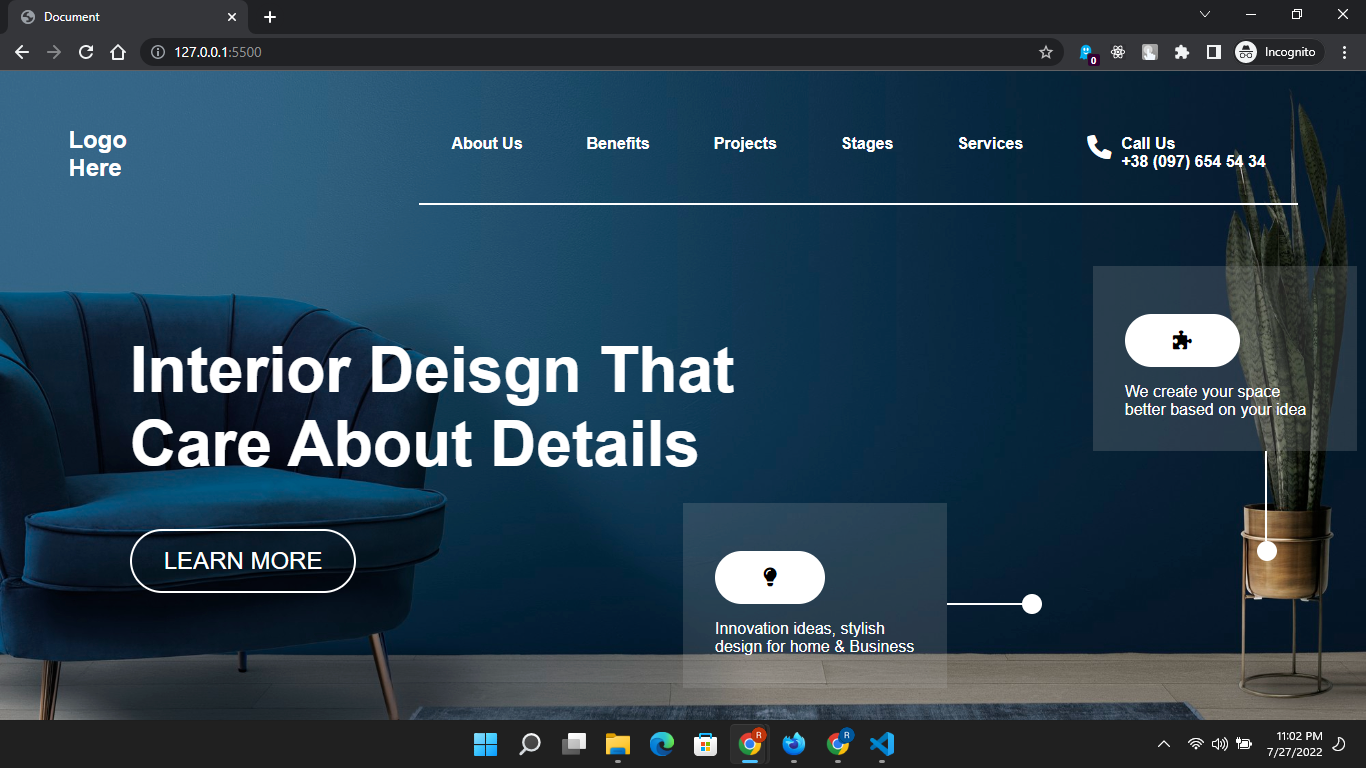 Document
127.0.0.1:5500
0
Incognito
Logo
Here
About Us
Benefits
Projects
Stages
Services
Call Us
+38 (097) 654 54 34
Interior Deisgn That
Care About Details
LEARN MORE
We create your space
better based on your idea
Innovation ideas, stylish
design for home & Business
R
R
11:02 PM
7/27/2022